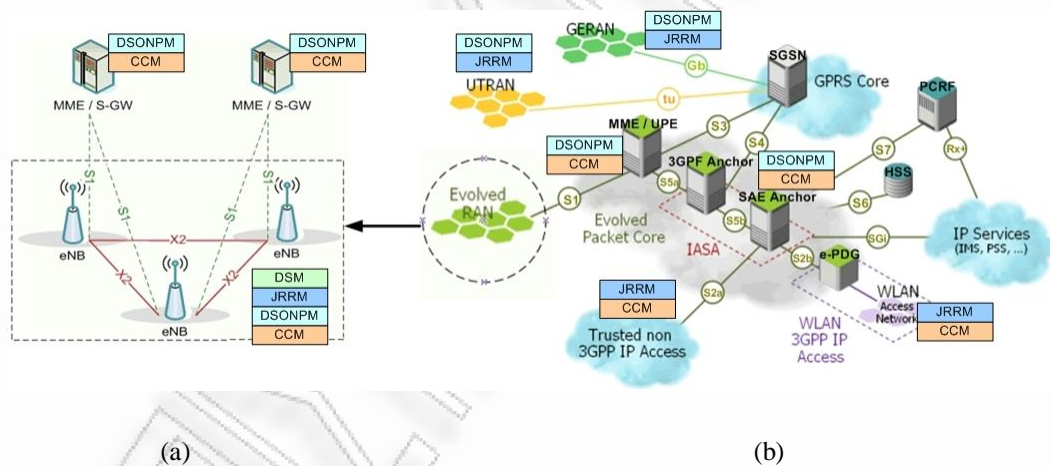 DSONPM
CCM
DSONPM
CCM
MME / S-GW
MME / S-GW
S1
S1
S1
S1
eNB
X2
eNB
X2
X2
eNB
DSM
JRRM
DSONPM
CCM
(a)
GERAN
DSONPM
JRRM
DSONPM
JRRM
UTRAN
Gb
tu
SGSN
GPRS Core
PCRF
MME / UPE
S3
S4
S7
Rx+
DSONPM
CCM
3GPF Anchor
DSONPM
CCM
HSS
Evolved
RAN
S1
S5a
SAE Anchor
S6
Evolved
Packet Core
S5b
IASA
SGi
IP Services
(IMS, PSS, ...)
S2b
e-PDG
S2a
JRRM
CCM
Trusted non
3GPP IP Access
WLAN
Access
Network
JRRM
CCM
WLAN
3GPP IP
Access
(b)